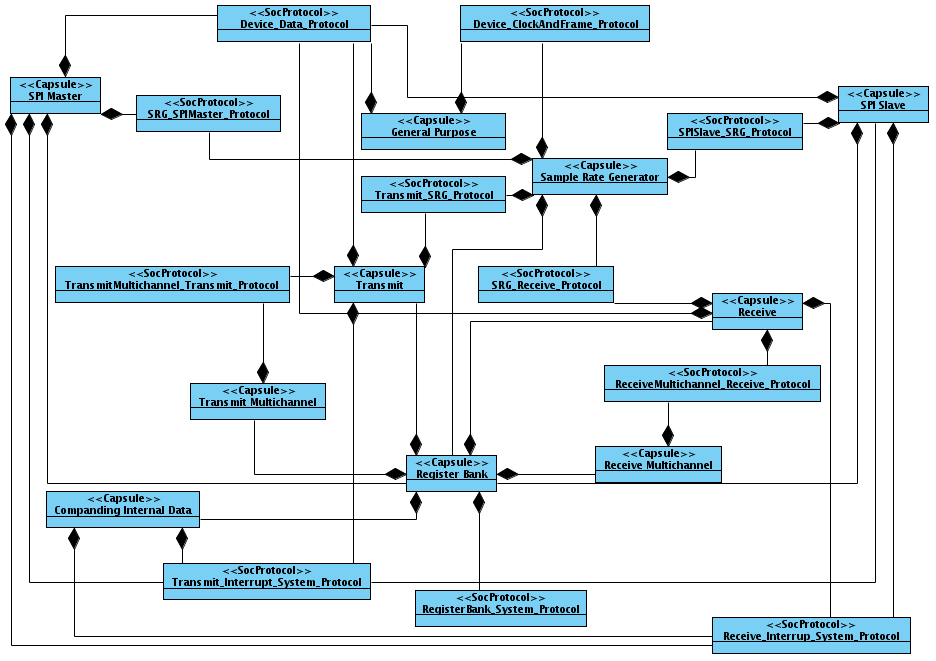 <<SocProtocol>>
Device_Data_Protocol
<<SocProtocol>>
Device_ClockAndFrame_Protocol
<<Capsule>>
SPI Master
<<SocProtocol>>
SRG_SPIMaster_Protocol
<<Capsule>>
General Purpose
<<SocProtocol>>
SPISlave_SRG_Protocol
<<Capsule>>
SPI Slave
<<Capsule>>
Sample Rate Generator
<<SocProtocol>>
Transmit_SRG_Protocol
<<SocProtocol>>
TransmitMultichannel_Transmit_Protocol
<<Capsule>>
Transmit
<<SocProtocol>>
SRG_Receive_Protocol
<<Capsule>>
Receive
<<SocProtocol>>
ReceiveMultichannel_Receive_Protocol
<<Capsule>>
Transmit Multichannel
<<Capsule>>
Register Bank
<<Capsule>>
Receive Multichannel
<<Capsule>>
Companding Internal Data
<<SocProtocol>>
Transmit_Interrupt_System_Protocol
<<SocProtocol>>
RegisterBank_System_Protocol
<<SocProtocol>>
Receive_Interrup_System_Protocol